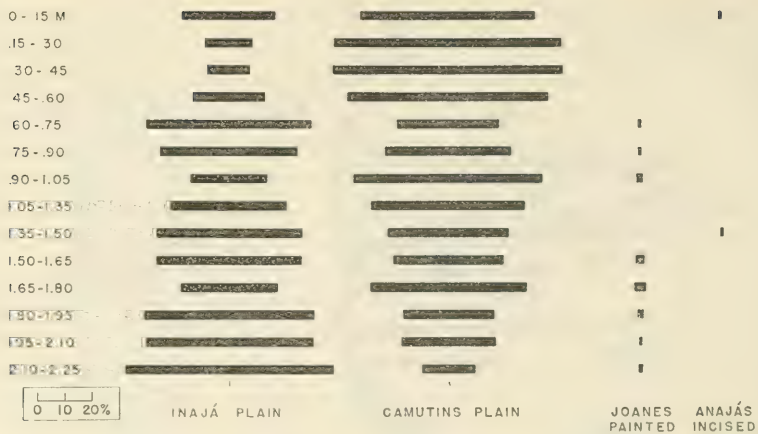 0 - 15 M
.15 - 30
30 - 45
45 - .60
60 - .75
75 - .90
.90 - 1.05
1.05 - 1.35
1.35 - 1.50
1.50 - 1.65
1.65 - 1.80
1.80 - 1.95
1.95 - 2.10
2.10 - 2.25
0 10 20%
INAJÁ PLAIN
CAMUTINS PLAIN
JOANES PAINTED
ANAJÁS INCISED